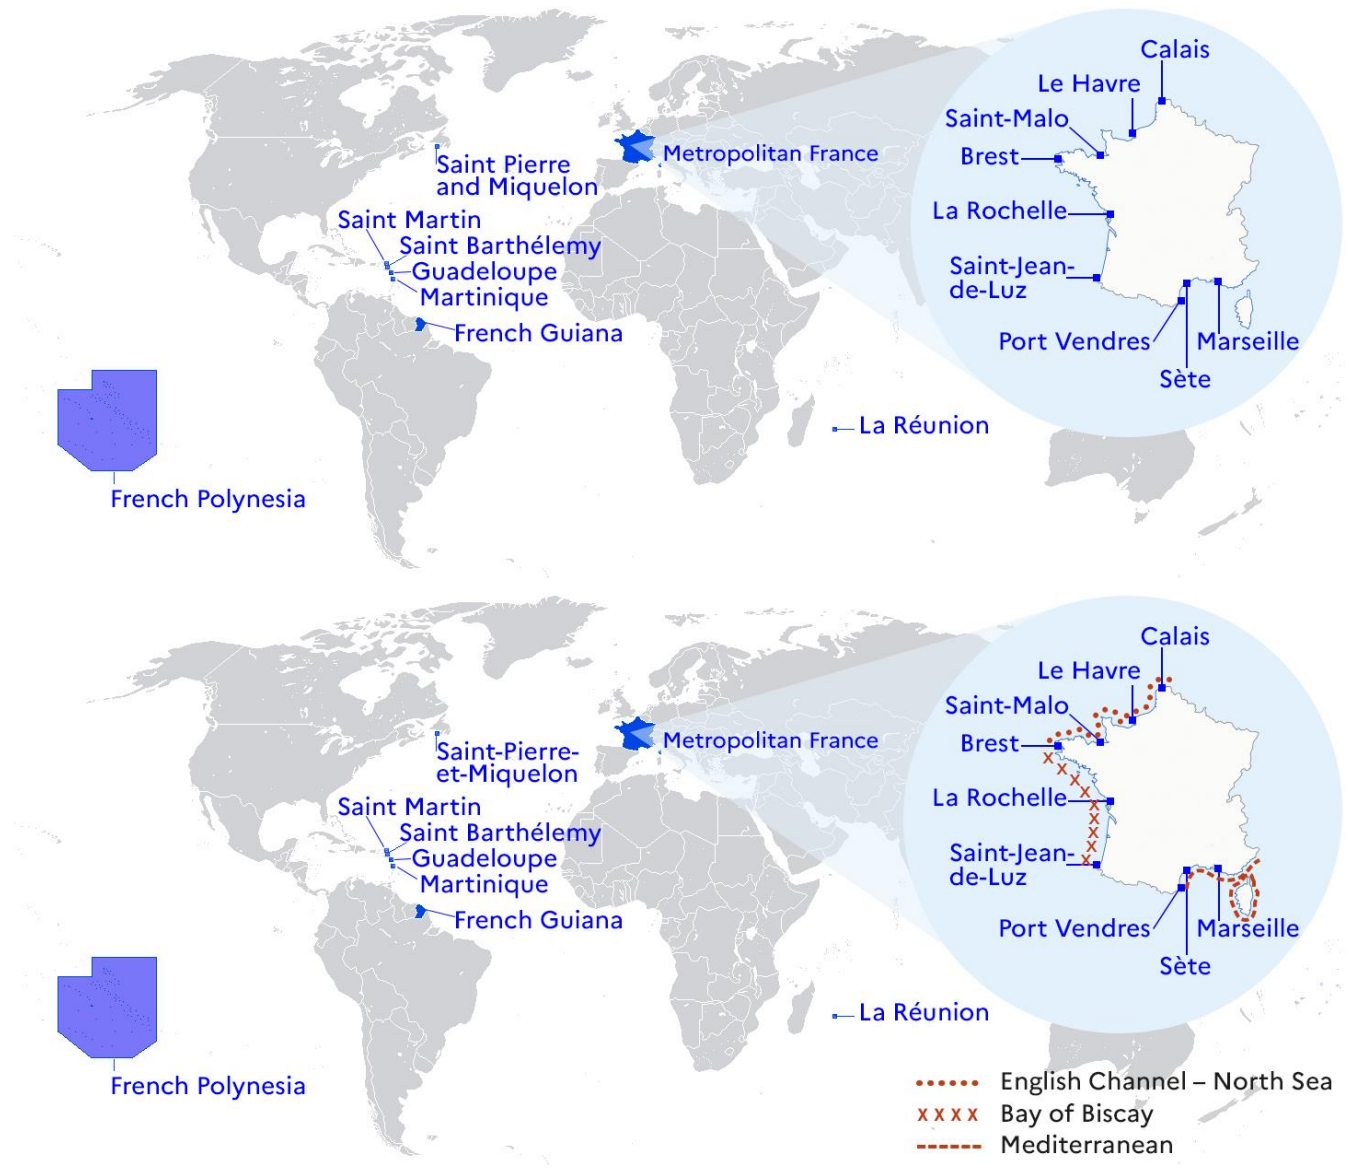 Calais
Le Havre
Saint-Malo
Brest
Metropolitan France
Saint Pierre
and Miquelon
La Rochelle
Saint Martin
Saint Barthélemy
Guadeloupe
Martinique
Saint-Jean-
de-Luz
French Guiana
Port Vendres
Marseille
Sète
La Réunion
French Polynesia
Calais
Le Havre
Saint-Malo
Brest
Metropolitan France
Saint-Pierre-
et-Miquelon
La Rochelle
Saint Martin
Saint Barthélemy
Guadeloupe
Martinique
Saint-Jean-
de-Luz
French Guiana
Port Vendres
Marseille
Sète
La Réunion
French Polynesia
English Channel – North Sea
x x x x Bay of Biscay
Mediterranean